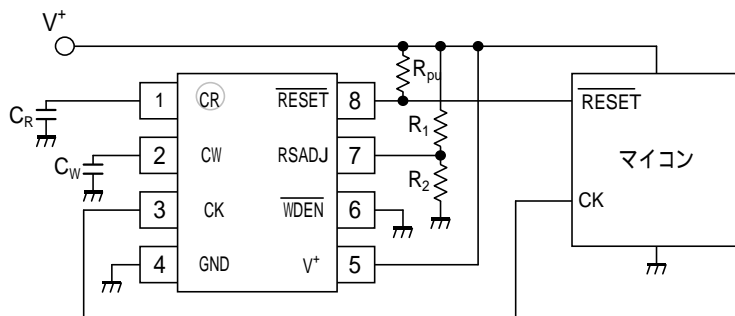 V+
Rpu
1 CR RESET 8 RESET
CR
R1
2 CW RSADJ 7 マイコン
CW
R2
3 CK WDEN 6 CK
4 GND V+ 5